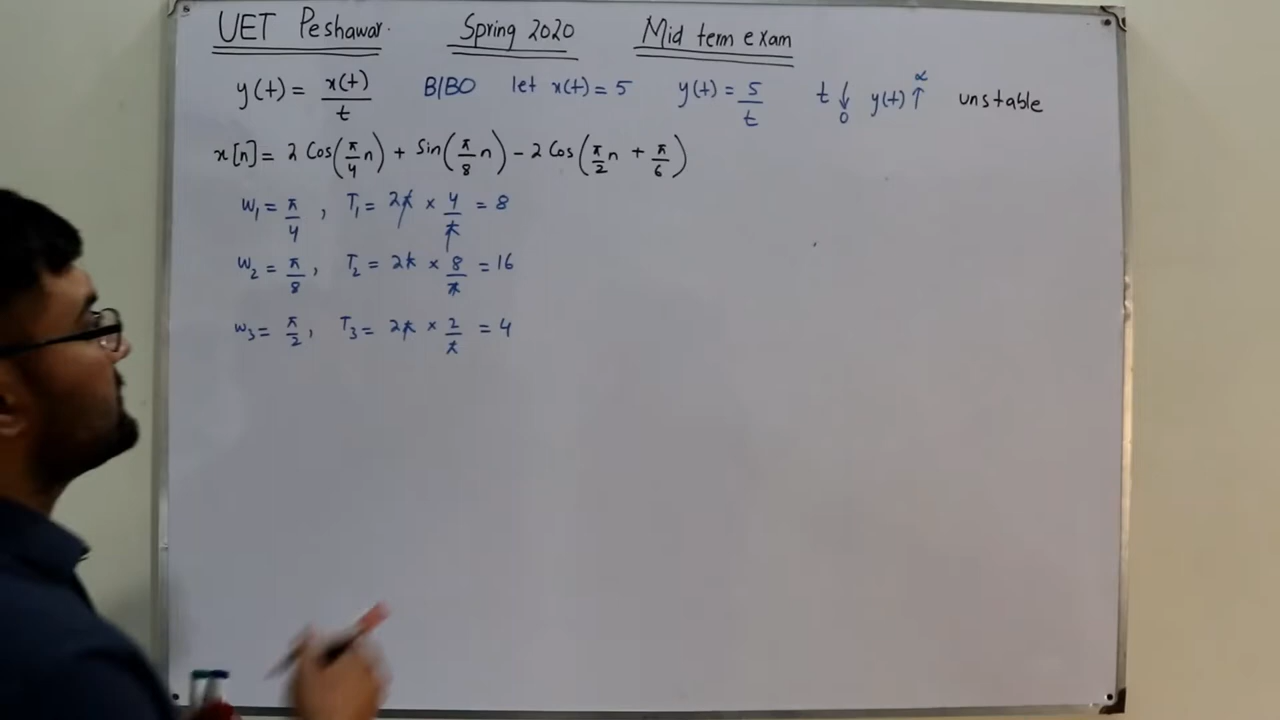 UET Peshawar. Spring 2020 Mid term exam
y(t) = x(t)/t BIBO let x(t) = 5 y(t) = 5/t t ↓ 0 y(t) ↑ ∝ unstable
x[n] = 2 Cos(π/4 n) + Sin(π/8 n) - 2 Cos(π/2 n + π/6)
W₁ = π/4 , T₁ = 2π × 4/π = 8
W₂ = π/8 , T₂ = 2π × 8/π = 16
W₃ = π/2 , T₃ = 2π × 2/π = 4